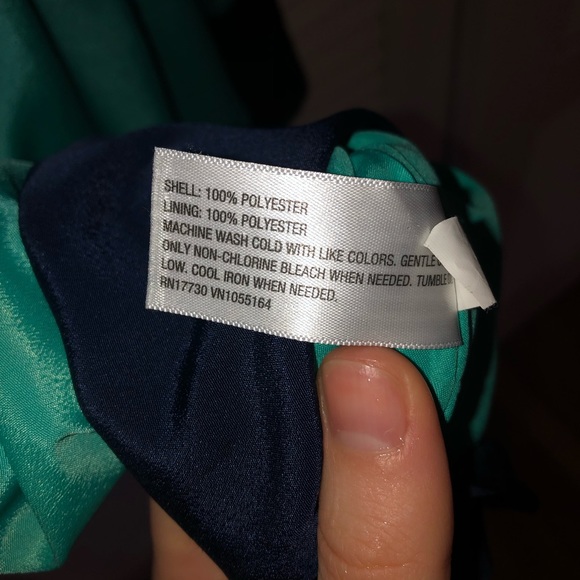 SHELL: 100% POLYESTER
LINING: 100% POLYESTER
MACHINE WASH COLD WITH LIKE COLORS. GENTLE
ONLY NON-CHLORINE BLEACH WHEN NEEDED. TUMBLE
LOW. COOL IRON WHEN NEEDED.
RN17730 VN1055164